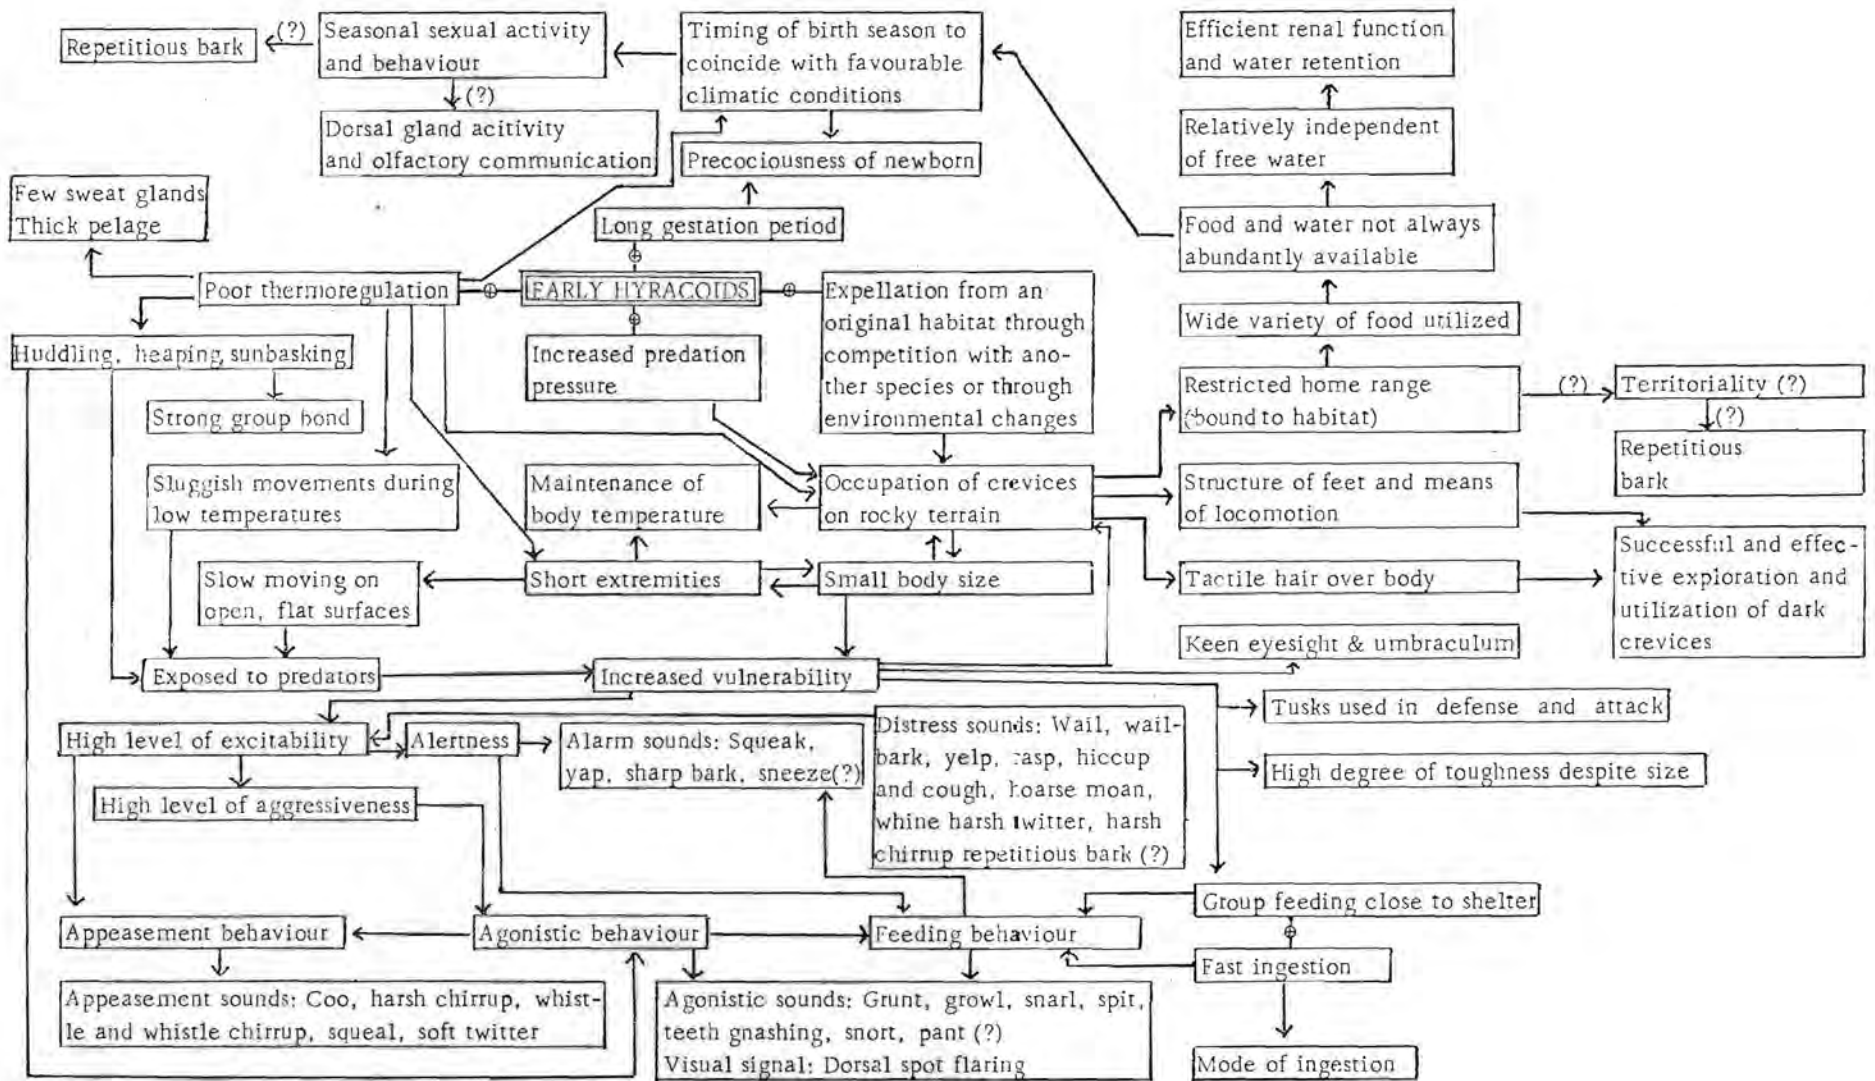 Repetitious bark
(?)
Seasonal sexual activity
and behaviour
(?)
Dorsal gland acitivity
and olfactory communication
Timing of birth season to
coincide with favourable
climatic conditions
Precociousness of newborn
Long gestation period
Efficient renal function
and water retention
Relatively independent
of free water
Food and water not always
abundantly available
Wide variety of food utilized
Few sweat glands
Thick pelage
Poor thermoregulation
EARLY HYRACOIDS
Expellation from an
original habitat through
competition with ano-
ther species or through
environmental changes
Increased predation
pressure
Huddling, heaping, sunbasking
Strong group bond
Restricted home range
(bound to habitat)
(?)
Territoriality (?)
(?)
Repetitious
bark
Sluggish movements during
low temperatures
Maintenance of
body temperature
Occupation of crevices
on rocky terrain
Structure of feet and means
of locomotion
Slow moving on
open, flat surfaces
Short extremities
Small body size
Tactile hair over body
Successful and effec-
tive exploration and
utilization of dark
crevices
Keen eyesight & umbraculum
Exposed to predators
Increased vulnerability
Tusks used in defense and attack
High degree of toughness despite size
High level of excitability
Alertness
Alarm sounds: Squeak,
yap, sharp bark, sneeze(?)
Distress sounds: Wail, wail-
bark, yelp, rasp, hiccup
and cough, hoarse moan,
whine harsh twitter, harsh
chirrup repetitious bark (?)
High level of aggressiveness
Group feeding close to shelter
Appeasement behaviour
Agonistic behaviour
Feeding behaviour
Fast ingestion
Appeasement sounds: Coo, harsh chirrup, whist-
le and whistle chirrup, squeal, soft twitter
Agonistic sounds: Grunt, growl, snarl, spit,
teeth gnashing, snort, pant (?)
Visual signal: Dorsal spot flaring
Mode of ingestion